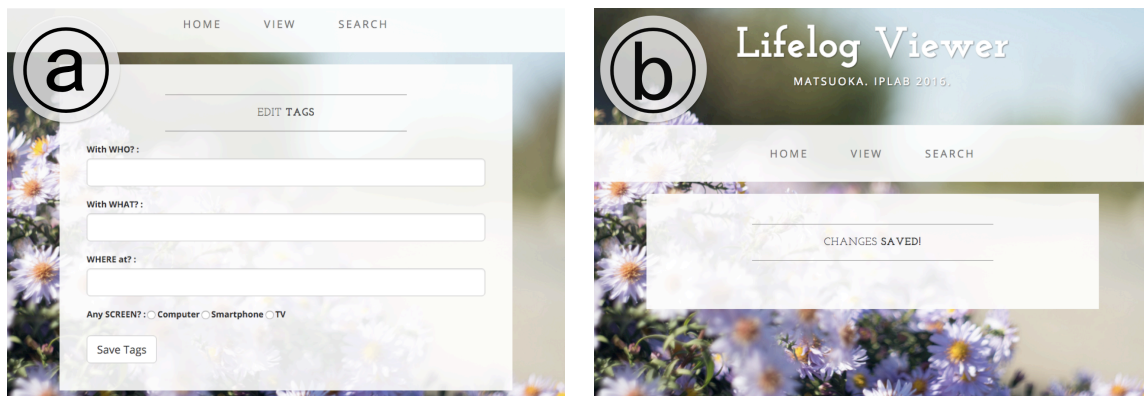 a
HOME VIEW SEARCH
EDIT TAGS
With WHO? :
With WHAT? :
WHERE at? :
Any SCREEN? : Computer Smartphone TV
Save Tags
b
Lifelog Viewer
MATSUOKA, IPLAB 2016.
HOME VIEW SEARCH
CHANGES SAVED!